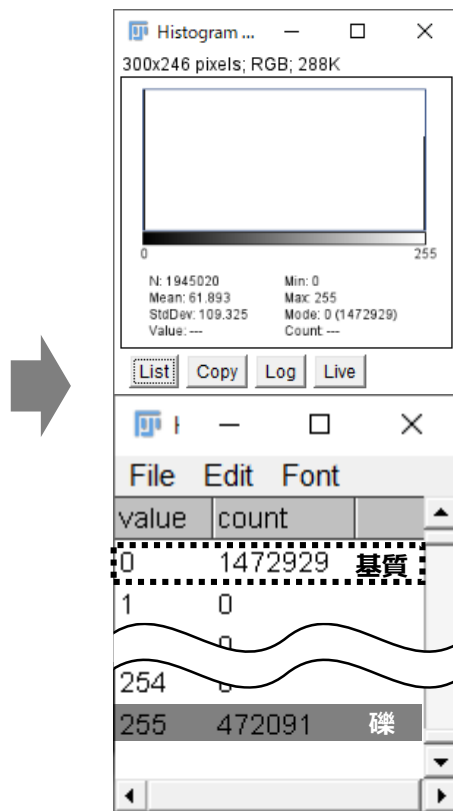 Histogram ...
300x246 pixels; RGB; 288K
0 255
N: 1945020 Min: 0
Mean: 61.893 Max: 255
StdDev: 109.325 Mode: 0 (1472929)
Value: --- Count: ---
List Copy Log Live
File Edit Font
value count
0 1472929 基質
1 0
254
255 472091 礫